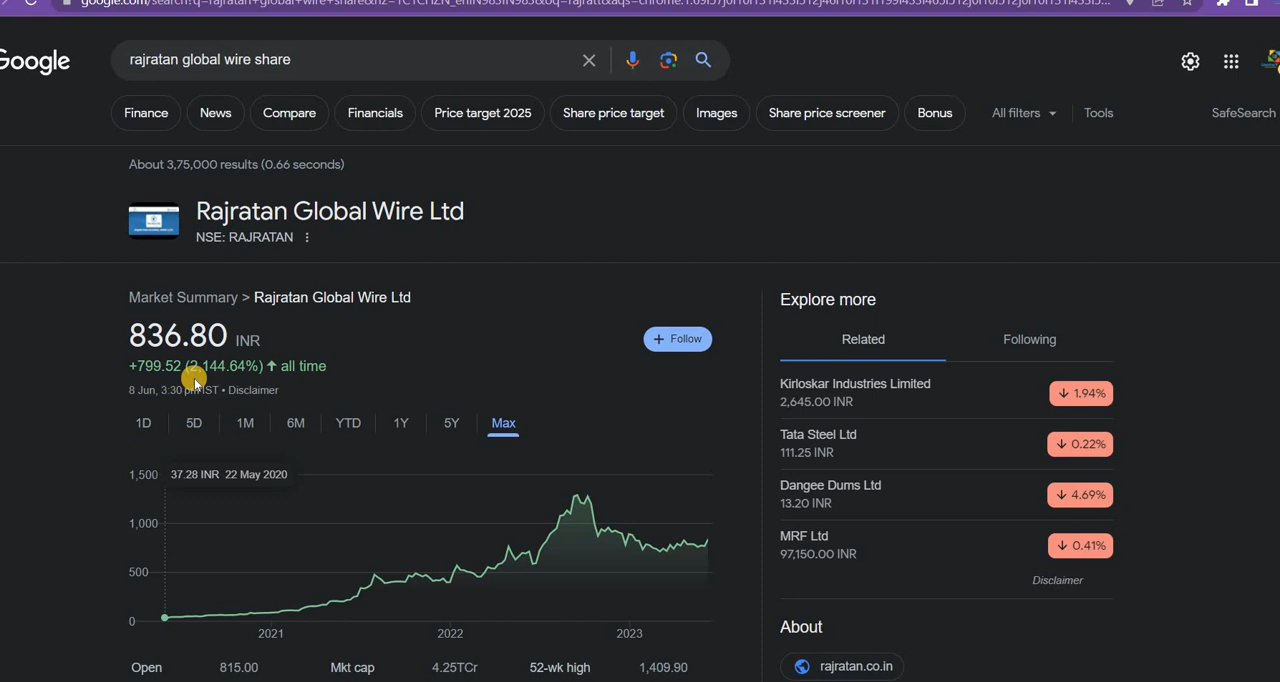 Google
rajratan global wire share
Finance News Compare Financials Price target 2025 Share price target Images Share price screener Bonus All filters Tools SafeSearch
About 3,75,000 results (0.66 seconds)
Rajratan Global Wire Ltd
NSE: RAJRATAN
Market Summary > Rajratan Global Wire Ltd
836.80 INR
+ Follow
+799.52 (2,144.64%) ↑ all time
8 Jun, 3:30 pm IST • Disclaimer
1D 5D 1M 6M YTD 1Y 5Y Max
37.28 INR 22 May 2020
1,500
1,000
500
0
2021 2022 2023
Open 815.00 Mkt cap 4.25TCr 52-wk high 1,409.90
Explore more
Related Following
Kirloskar Industries Limited
2,645.00 INR
↓ 1.94%
Tata Steel Ltd
111.25 INR
↓ 0.22%
Dangee Dums Ltd
13.20 INR
↓ 4.69%
MRF Ltd
97,150.00 INR
↓ 0.41%
Disclaimer
About
rajratan.co.in